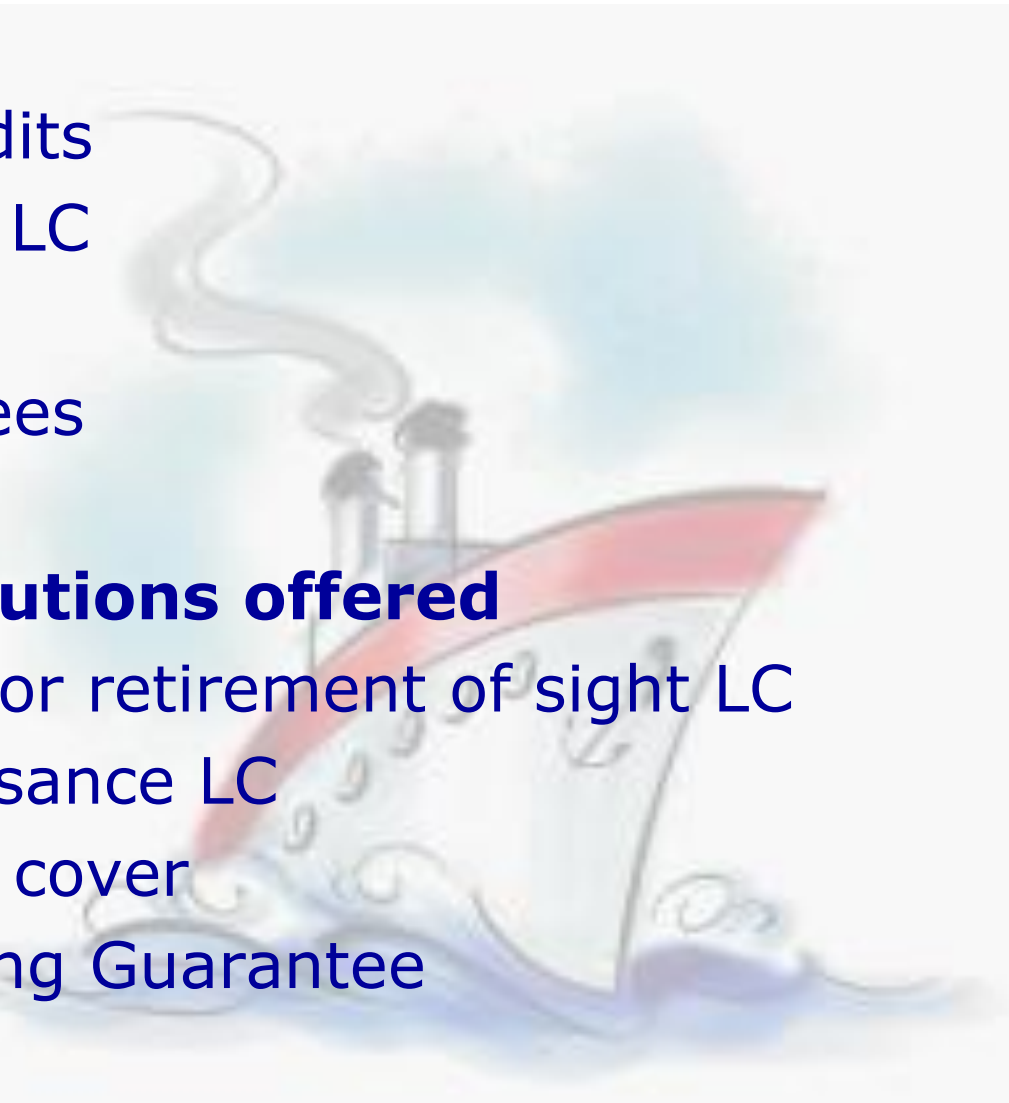 dits
LC
ees
utions offered
or retirement of sight LC
sance LC
cover
ng Guarantee